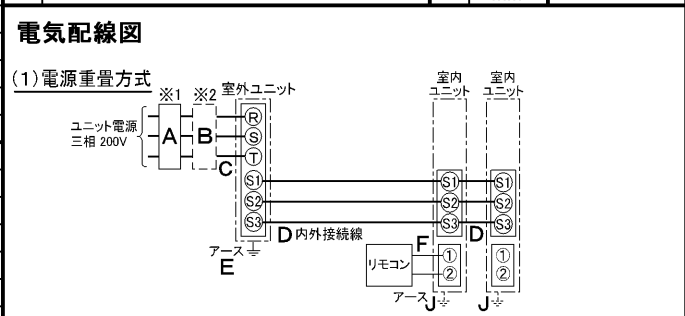 電気配線図
(1)電源重畳方式
※1 ※2 室外ユニット 室内ユニット 室内ユニット
ユニット電源
三相 200V
A B C
R
S
T
S1 S1 S1
S2 S2 S2
S3 S3 S3
D 内外接続線 D
アース
E
リモコン F ① ①
② ②
アース J J